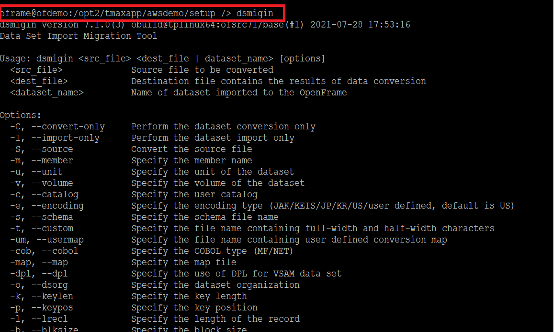 oframe@ofdemo:/opt2/tmaxapp/awsdemo/setup /> dsmigin
dsmigin version 7.1.0(3) obuild@tplinux64:ofsrc7l/base(#1) 2021-07-20 17:53:16
Data Set Import Migration Tool
Usage: dsmigin <src_file> <dest_file | dataset_name> [options]
<src_file> Source file to be converted
<dest_file> Destination file contains the results of data conversion
<dataset_name> Name of dataset imported to the OpenFrame
Options:
-C, --convert-only Perform the dataset conversion only
-I, --import-only Perform the dataset import only
-S, --source Convert the source file
-m, --member Specify the member name
-u, --unit Specify the unit of the dataset
-v, --volume Specify the volume of the dataset
-c, --catalog Specify the user catalog
-e, --encoding Specify the encoding type (JAK/KEIS/JP/KR/US/user defined, default is US)
-s, --schema Specify the schema file name
-t, --custom Specify the file name containing full-width and half-width characters
-um, --usermap Specify the file name containing user defined conversion map
-cob, --cobol Specify the COBOL type (MF/NET)
-map, --map Specify the map file
-dpl, --dpl Specify the use of DPL for VSAM data set
-o, --dsorg Specify the dataset organization
-k, --keylen Specify the key length
-p, --keypos Specify the key position
-l, --lrecl Specify the length of the record
-b, --blksize Specify the block size